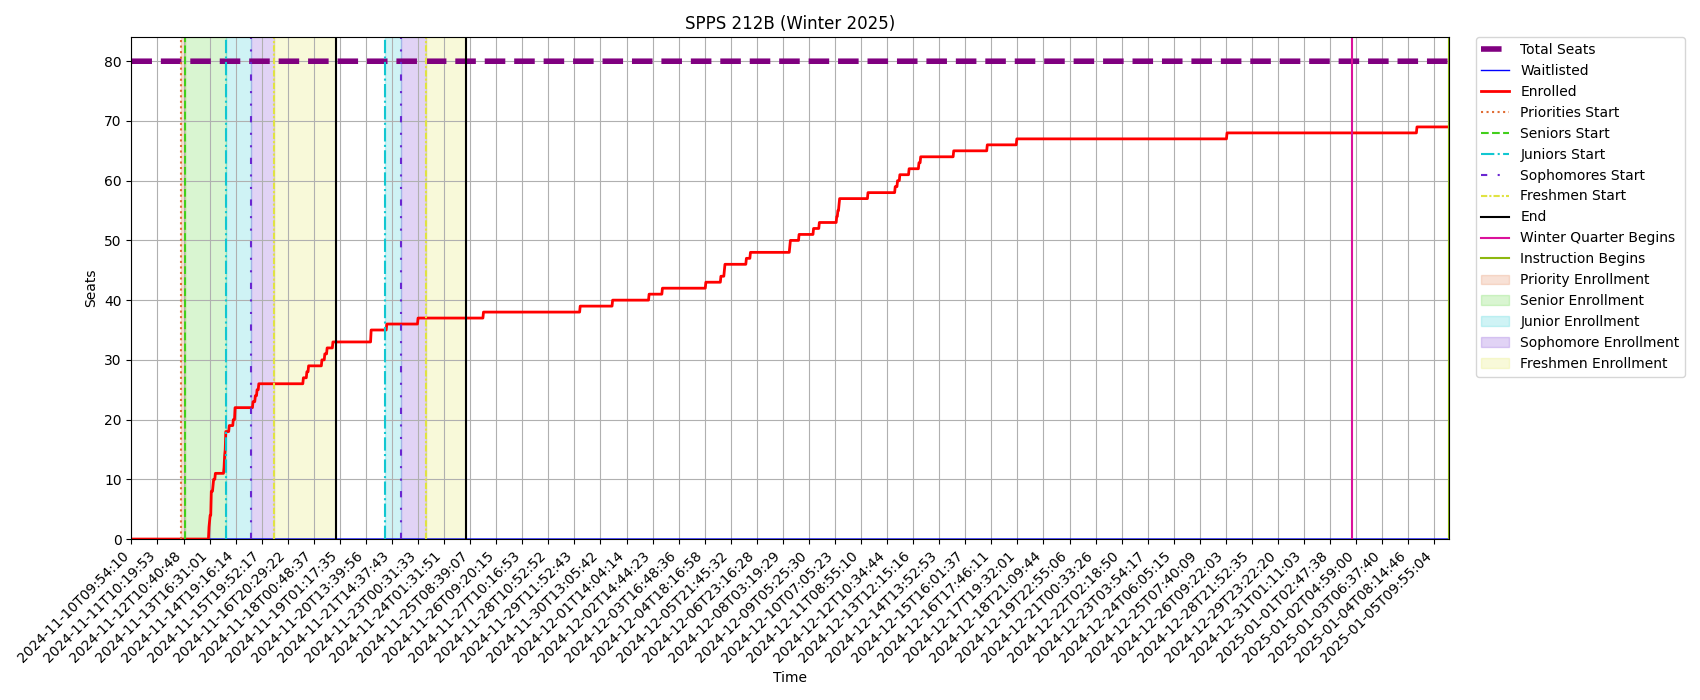 SPPS 212B (Winter 2025)
Total Seats
Waitlisted
Enrolled
Priorities Start
Seniors Start
Juniors Start
Sophomores Start
Freshmen Start
End
Winter Quarter Begins
Instruction Begins
Priority Enrollment
Senior Enrollment
Junior Enrollment
Sophomore Enrollment
Freshmen Enrollment
Seats
80
70
60
50
40
30
20
10
0
2024-11-10T09:54:10
2024-11-11T10:19:53
2024-11-12T10:40:48
2024-11-13T16:31:01
2024-11-14T19:16:14
2024-11-15T19:52:17
2024-11-16T20:29:22
2024-11-18T00:48:37
2024-11-19T01:17:35
2024-11-20T13:39:56
2024-11-21T14:37:43
2024-11-23T00:31:33
2024-11-24T01:31:51
2024-11-25T08:39:07
2024-11-26T09:20:15
2024-11-27T10:16:53
2024-11-28T10:52:52
2024-11-29T11:52:43
2024-11-30T13:05:42
2024-12-01T14:04:14
2024-12-02T14:44:23
2024-12-03T16:48:36
2024-12-04T18:16:58
2024-12-05T21:45:32
2024-12-06T23:16:28
2024-12-08T03:19:29
2024-12-09T05:25:30
2024-12-10T07:05:23
2024-12-11T08:55:10
2024-12-12T10:34:44
2024-12-13T12:15:16
2024-12-14T13:52:53
2024-12-15T16:01:37
2024-12-16T17:46:11
2024-12-17T19:32:01
2024-12-18T21:09:44
2024-12-19T22:55:06
2024-12-21T00:33:26
2024-12-22T02:18:50
2024-12-23T03:54:17
2024-12-24T06:05:15
2024-12-25T07:40:09
2024-12-26T09:22:03
2024-12-28T21:52:35
2024-12-29T23:22:20
2024-12-31T01:11:03
2025-01-01T02:47:38
2025-01-02T04:59:00
2025-01-03T06:37:40
2025-01-04T08:14:46
2025-01-05T09:55:04
Time